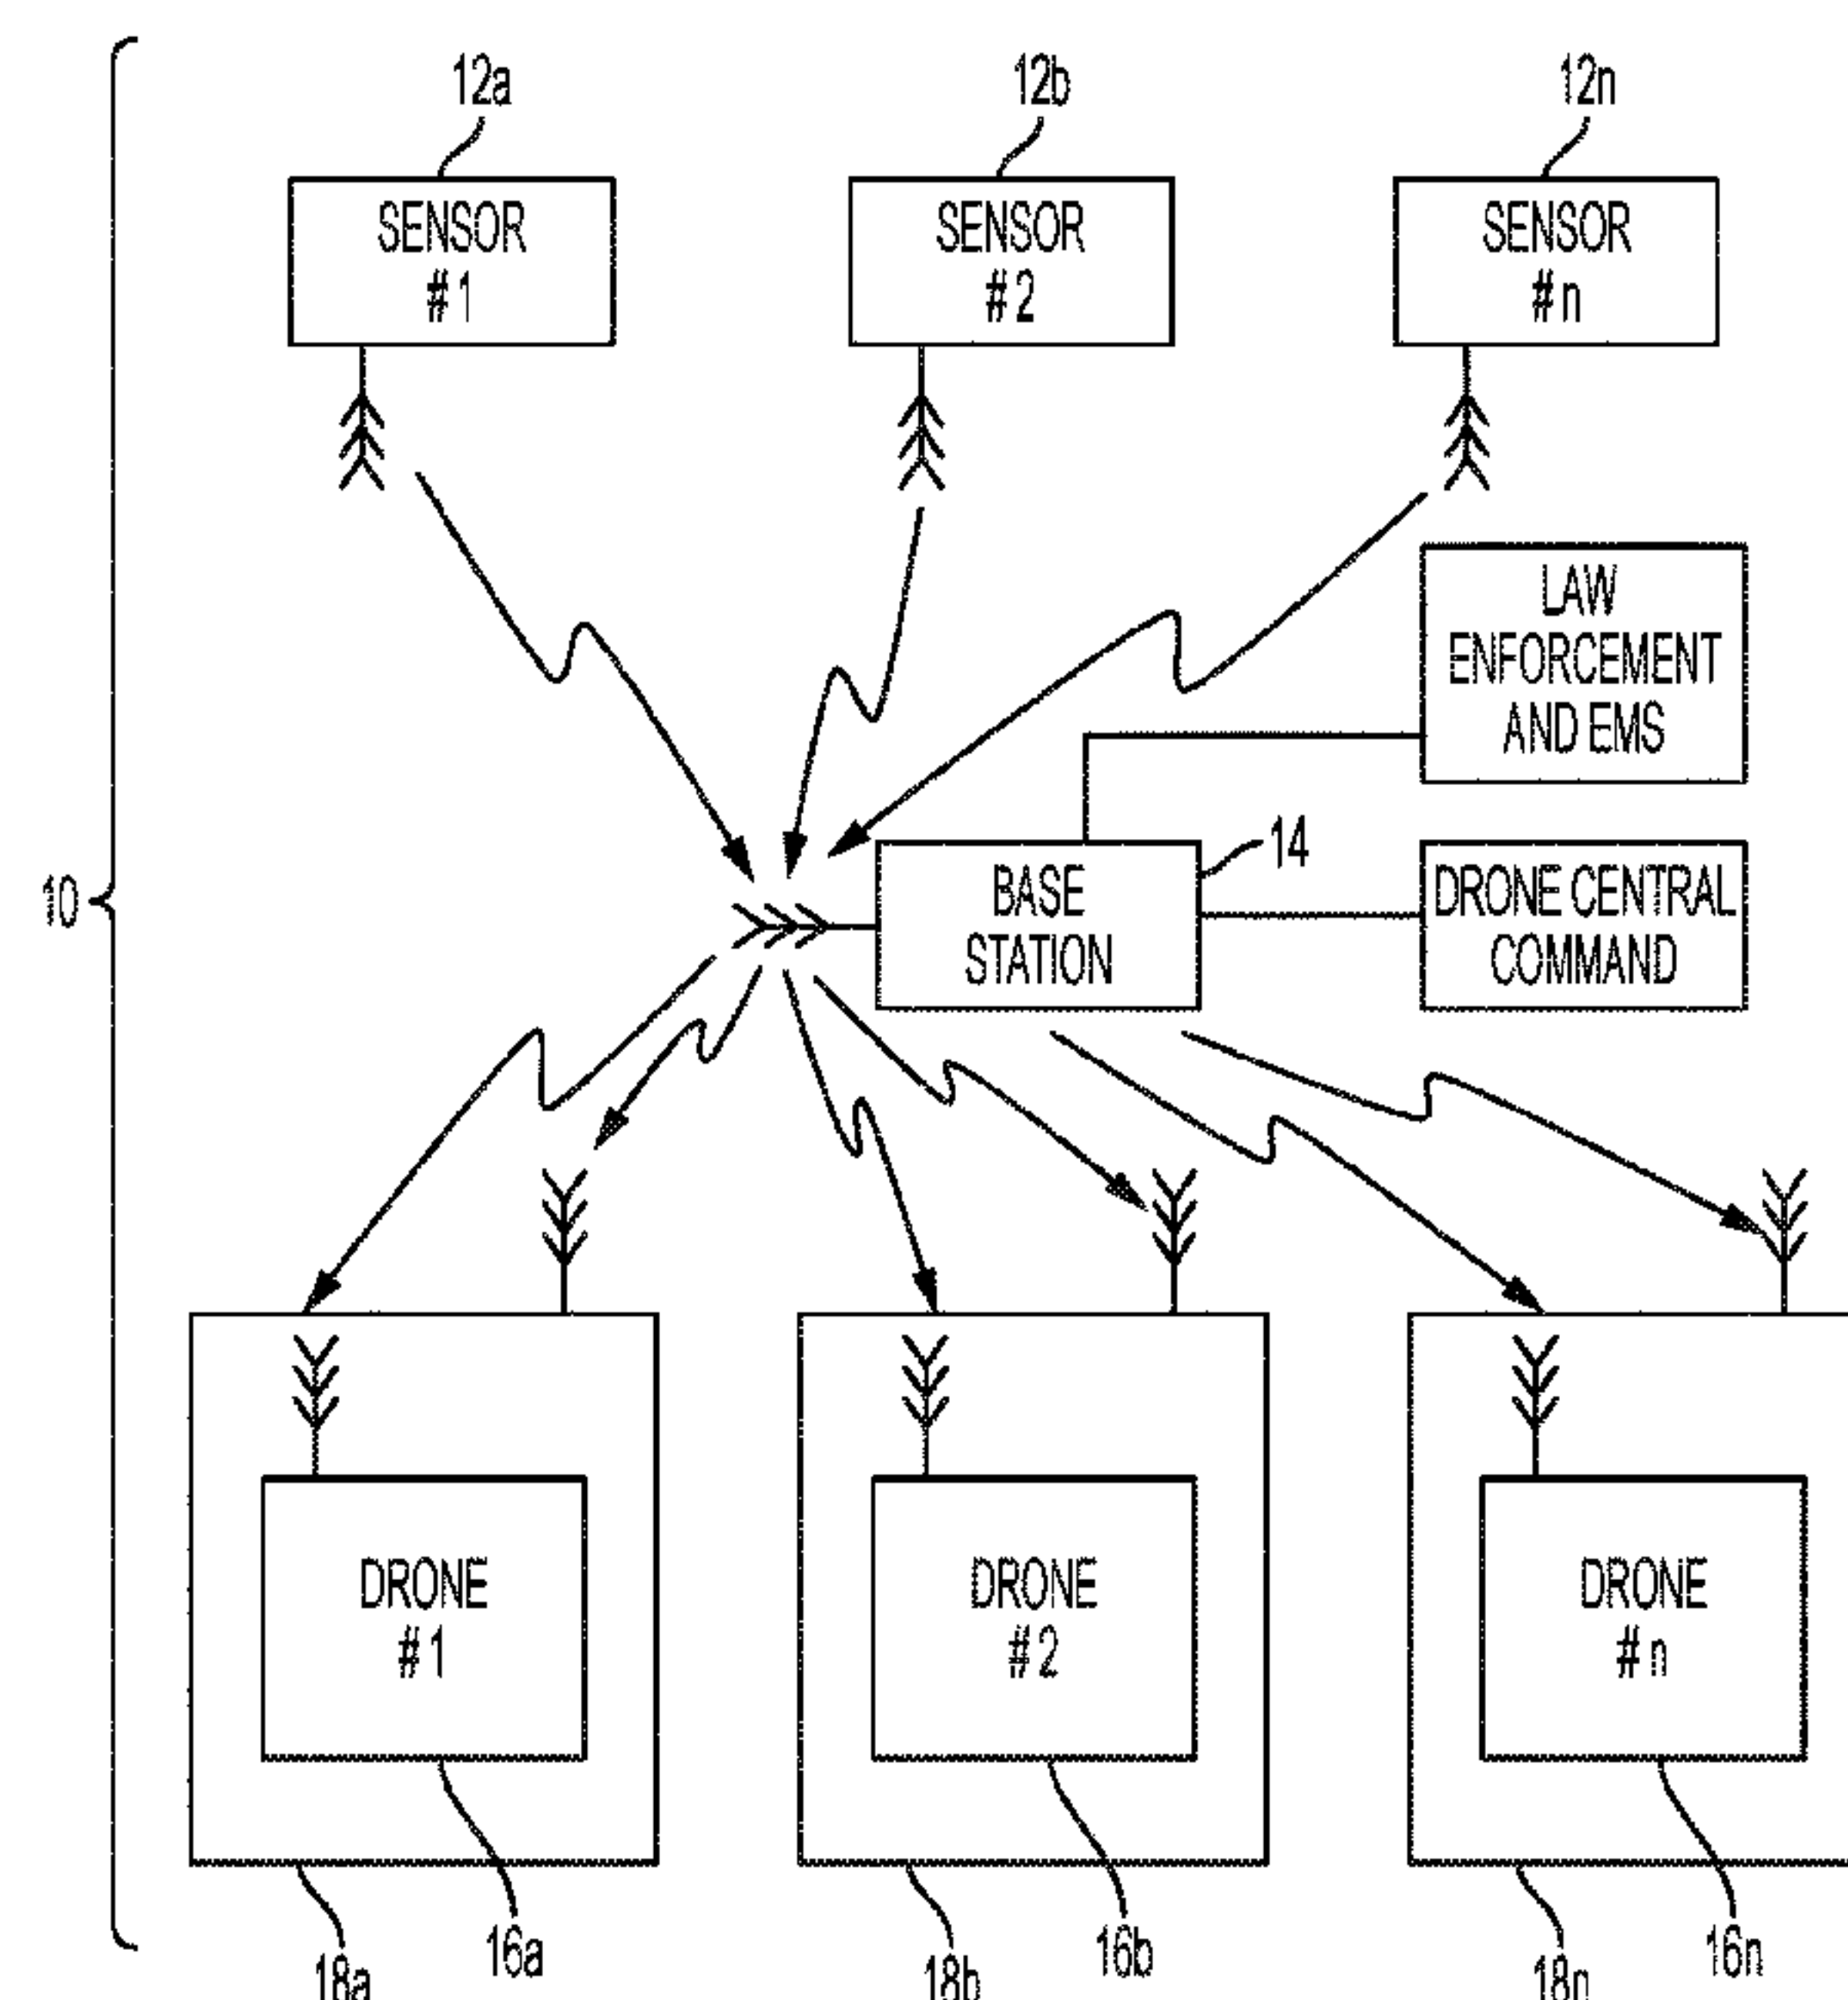 12a
12b
12n
SENSOR
#1
SENSOR
#2
SENSOR
#n
LAW
ENFORCEMENT
AND EMS
14
10
BASE
STATION
DRONE CENTRAL
COMMAND
DRONE
#1
DRONE
#2
DRONE
#n
18a
16a
18b
16b
18n
16n